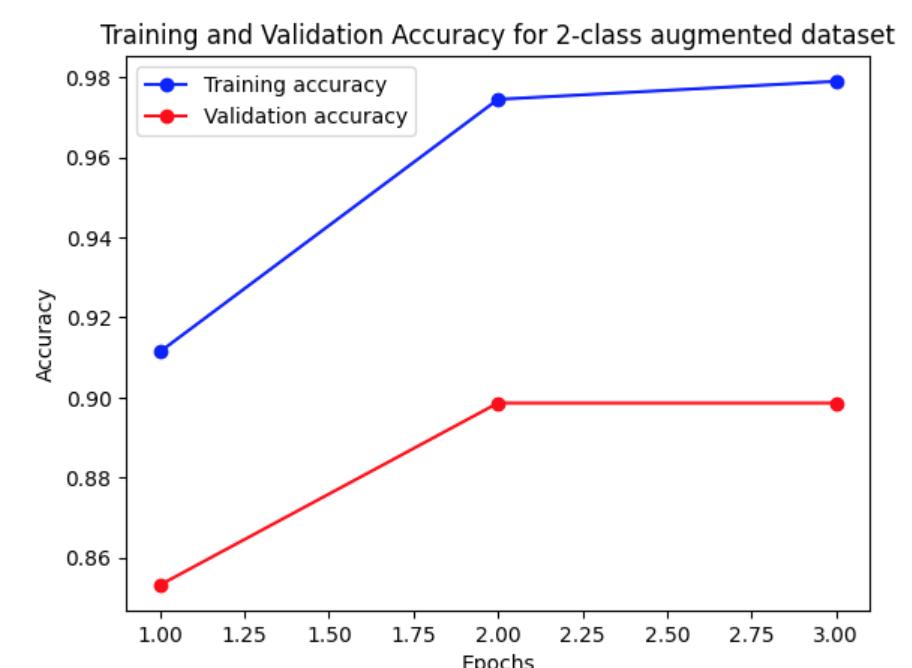 Training and Validation Accuracy for 2-class augmented dataset
Training accuracy
Validation accuracy
0.98
0.96
0.94
0.92
0.90
0.88
0.86
Accuracy
1.00 1.25 1.50 1.75 2.00 2.25 2.50 2.75 3.00
Epochs